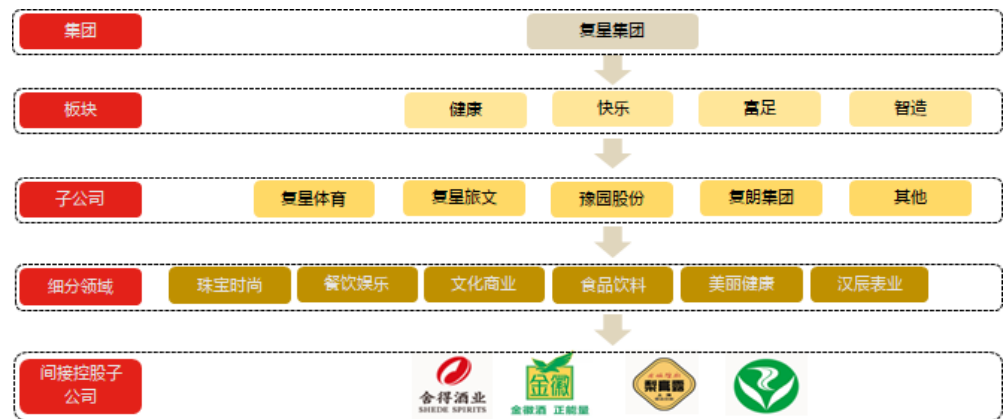 集团
复星集团
板块
健康
快乐
富足
智造
子公司
复星体育
复星旅文
豫园股份
复朗集团
其他
细分领域
珠宝时尚
餐饮娱乐
文化商业
食品饮料
美丽健康
汉辰表业
间接控股子
公司
舍得酒业
SHEDE SPIRITS
金徽
金徽酒 正能量
梨膏露